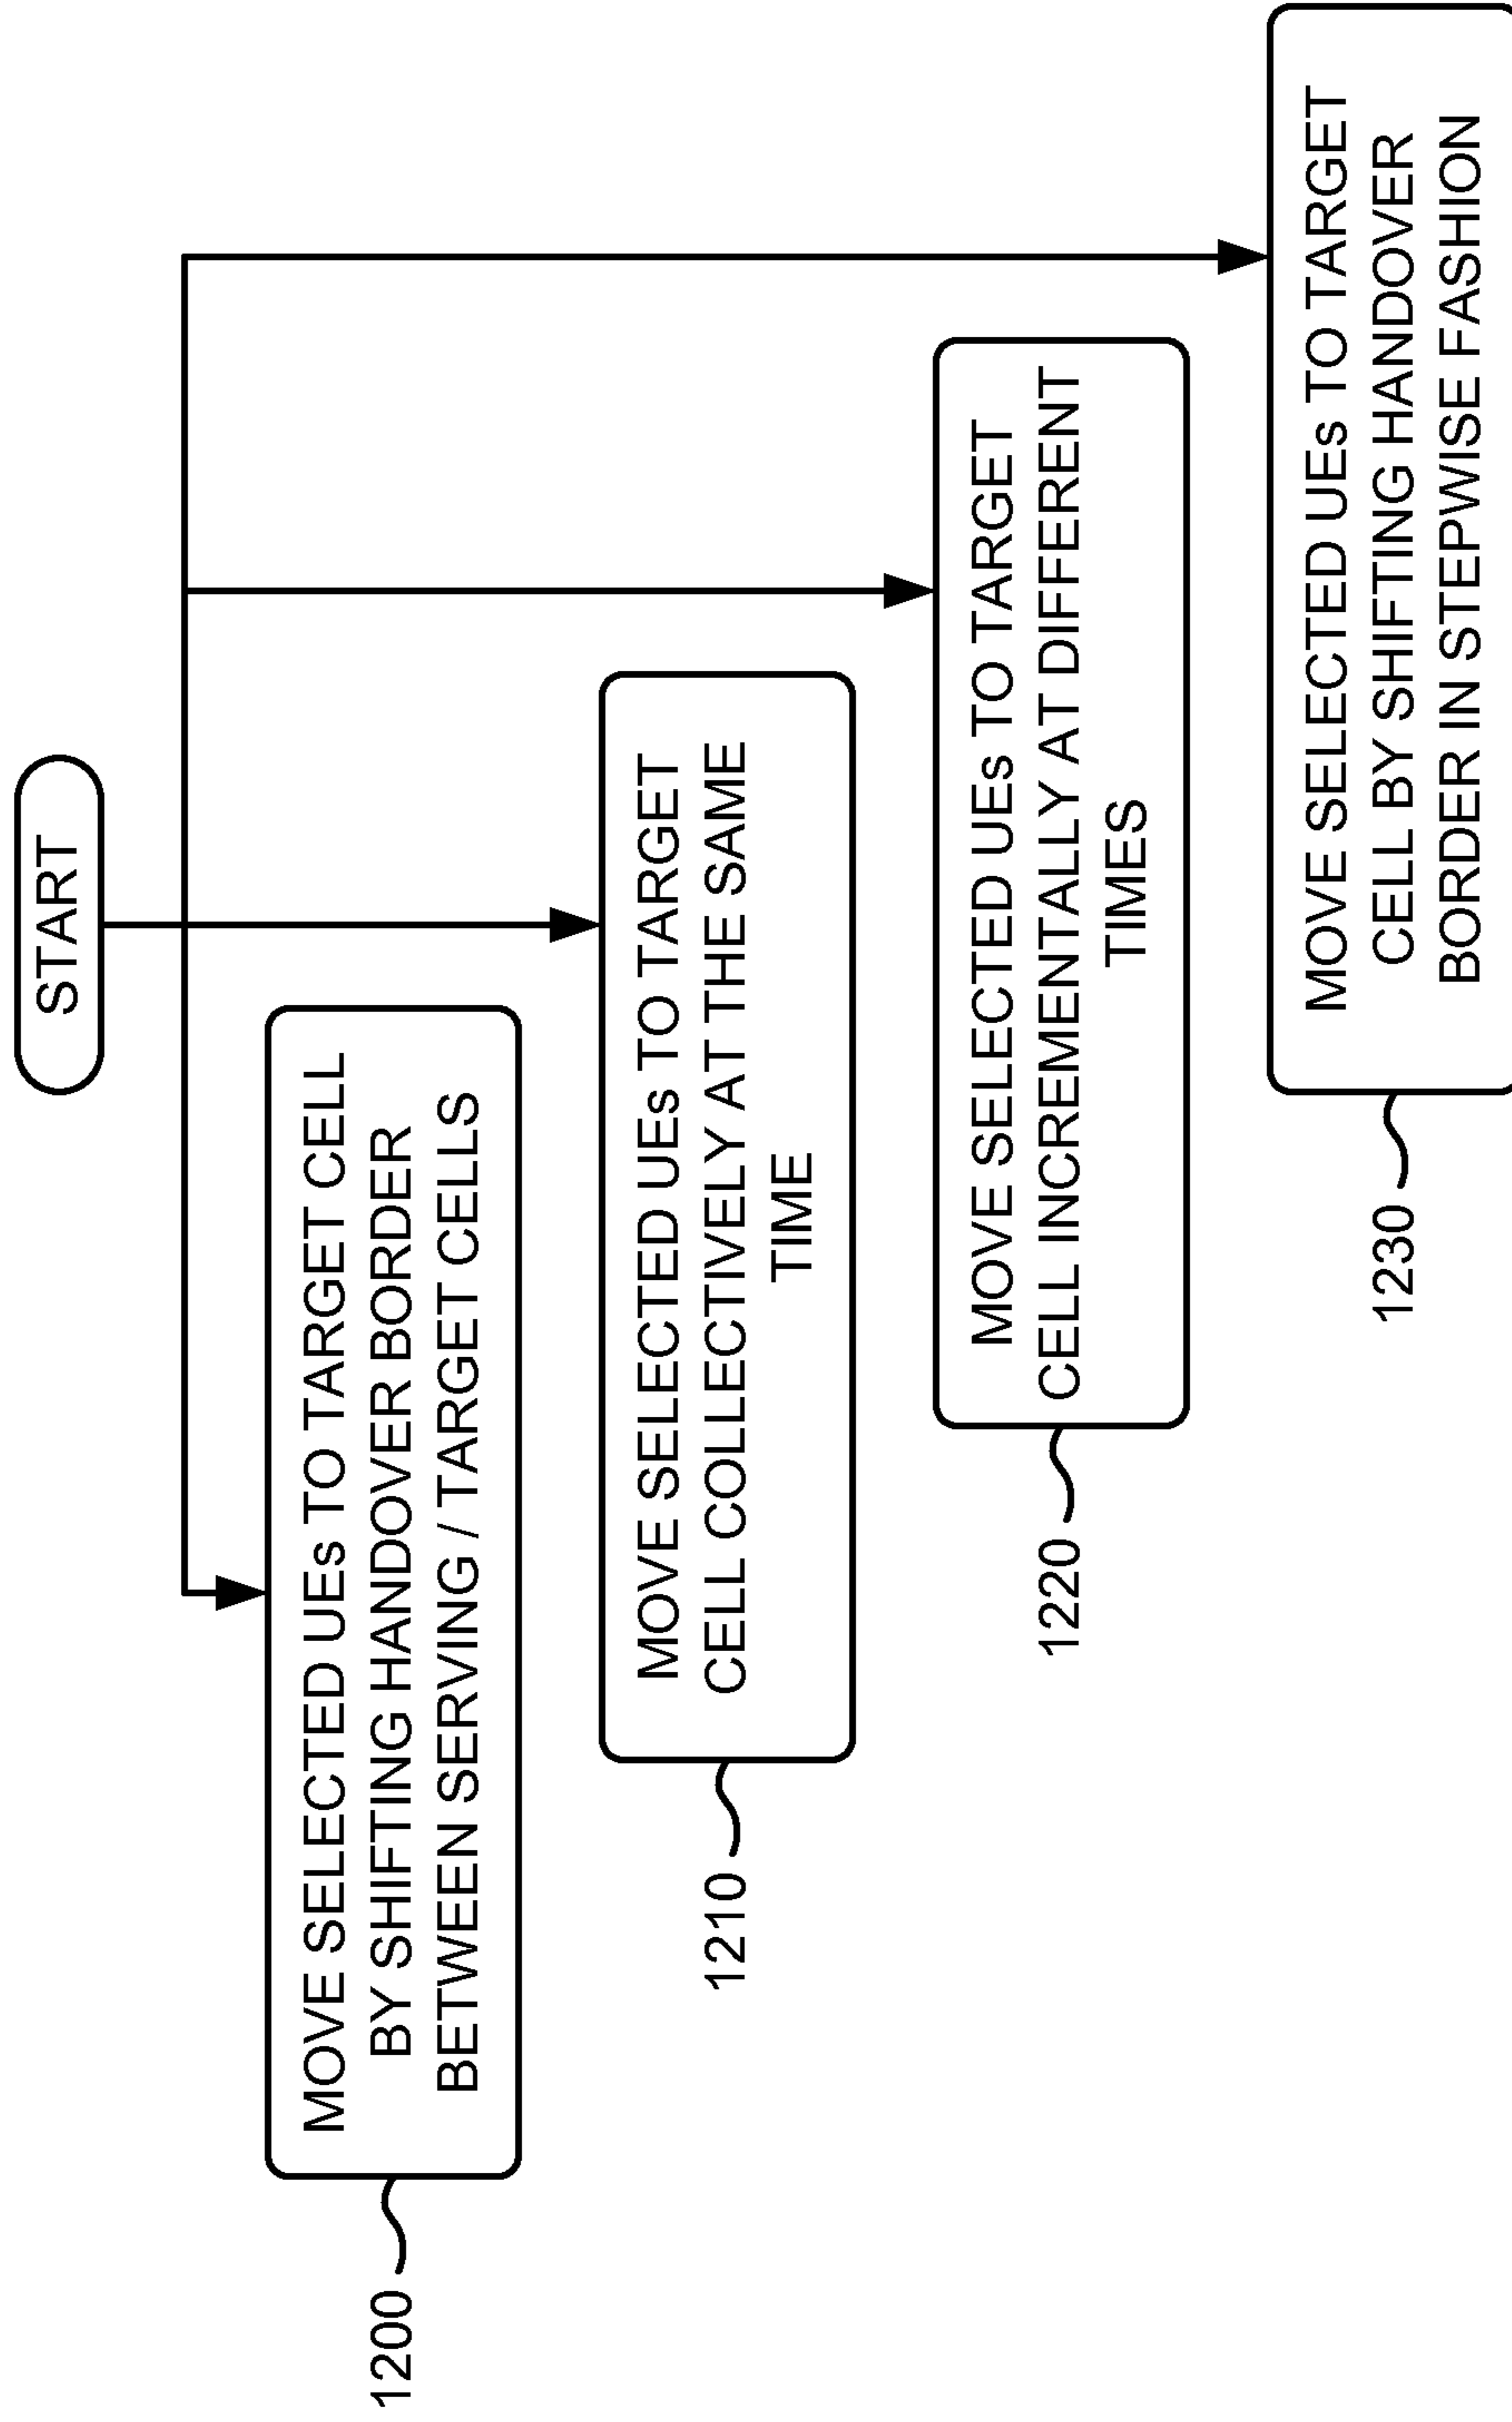 START
MOVE SELECTED UEs TO TARGET CELL
BY SHIFTING HANDOVER BORDER
BETWEEN SERVING / TARGET CELLS
1200
MOVE SELECTED UEs TO TARGET
CELL COLLECTIVELY AT THE SAME
TIME
1210
MOVE SELECTED UEs TO TARGET
CELL INCREMENTALLY AT DIFFERENT
TIMES
1220
MOVE SELECTED UEs TO TARGET
CELL BY SHIFTING HANDOVER
BORDER IN STEPWISE FASHION
1230